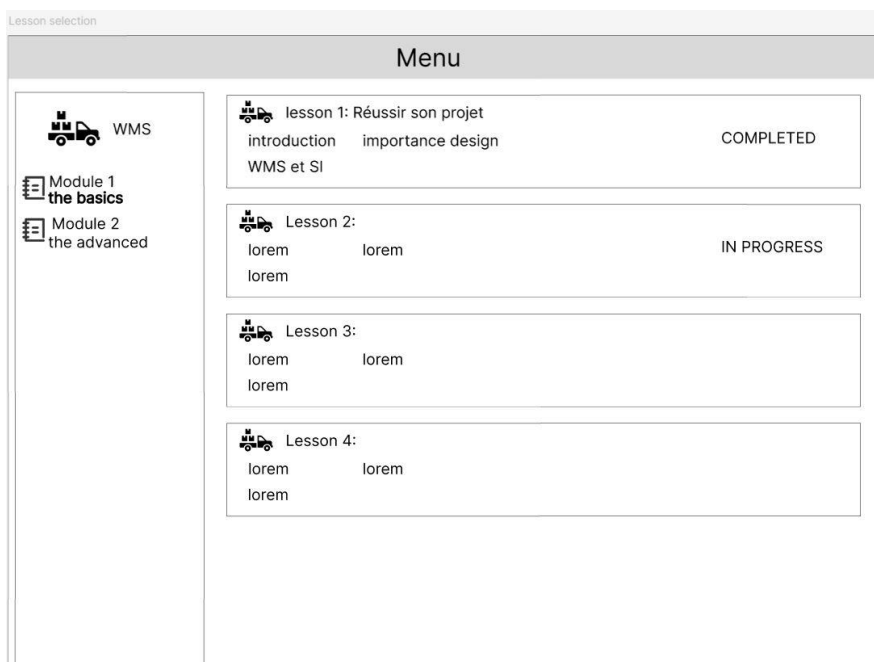 Lesson selection
Menu
WMS
Module 1
the basics
Module 2
the advanced
lesson 1: Réussir son projet
introduction importance design
WMS et SI
COMPLETED
Lesson 2:
lorem lorem
lorem
IN PROGRESS
Lesson 3:
lorem lorem
lorem
Lesson 4:
lorem lorem
lorem